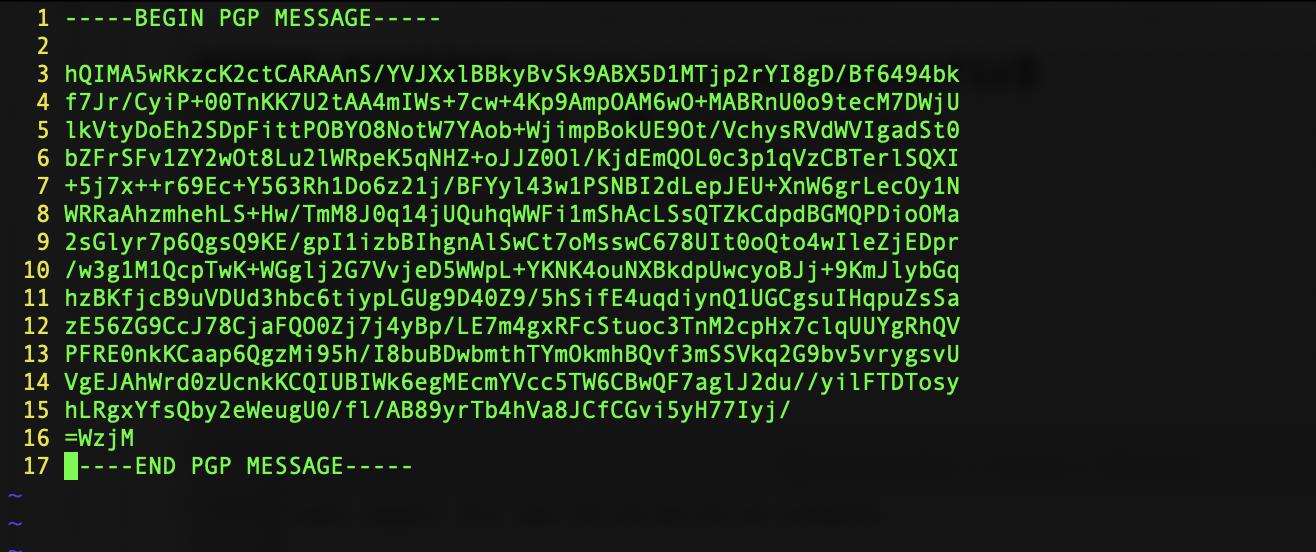 1 -----BEGIN PGP MESSAGE-----
2
3 hQIMA5wRkzcK2ctCARAAnS/YVJXxlBBkyBvSk9ABX5D1MTjp2rYI8gD/Bf6494bk
4 f7Jr/CyiP+00TnKK7U2tAA4mIWs+7cw+4Kp9AmpOAM6wO+MABRnU0o9tecM7DWjU
5 lkVtyDoEh2SDpFittPOBYO8NotW7YAob+WjimpBokUE9Ot/VchysRVdWVIgadSt0
6 bZFrSFv1ZY2wOt8Lu2lWRpeK5qNHZ+oJJZ0Ol/KjdEmQOL0c3p1qVzCBTerlSQXI
7 +5j7x++r69Ec+Y563Rh1Do6z21j/BFYyl43w1PSNBI2dLepJEU+XnW6grLecOy1N
8 WRRaAhzmhehLS+Hw/TmM8J0q14jUQuhqWWFi1mShAcLSsQTZkCdpdBGMQPDioOMa
9 2sGlyr7p6QgsQ9KE/gpI1izbBIhgnAlSwCt7oMsswC678UIt0oQto4wIleZjEDpr
10 /w3g1M1QcpTwK+WGglj2G7VvjeD5WWpL+YKNK4ouNXBkdpUwcyoBJj+9KmJlybGq
11 hzBKfjcB9uVDUd3hbc6tiypLGUg9D40Z9/5hSifE4uqdiynQ1UGCgsuIHqpuZsSa
12 zE56ZG9CcJ78CjaFQO0Zj7j4yBp/LE7m4gxRFcStuoc3TnM2cpHx7clqUUYgRhQV
13 PFRE0nkKCaap6QgzMi95h/I8buBDwbmthTYmOkmhBQvf3mSSVkq2G9bv5vrygsvU
14 VgEJAhWrd0zUcnkKCQIUBIWk6egMEcmYVcc5TW6CBwQF7aglJ2du//yilFTDTosy
15 hLRgxYfsQby2eWeugU0/fl/AB89yrTb4hVa8JCfCGvi5yH77Iyj/
16 =WzjM
17 -----END PGP MESSAGE-----
~
~
~